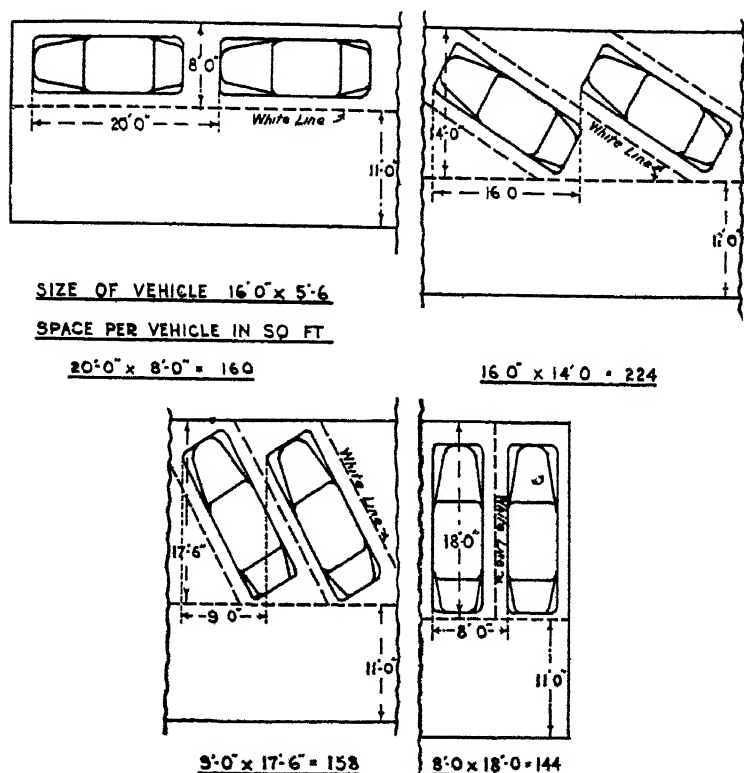 8'0"
20'0"
White Line
11'0"
4'-0"
16 0
White Line
11'0"
SIZE OF VEHICLE 16'0" x 5'-6
SPACE PER VEHICLE IN SQ FT
20'-0" x 8'-0" = 160
16 0" x 14'0 = 224
White Line
17'-6"
9'0"
11'-0"
White Line
18'-0"
8'0"
11'0"
9'-0" x 17'-6" = 158
8'-0 x 18'-0 = 144